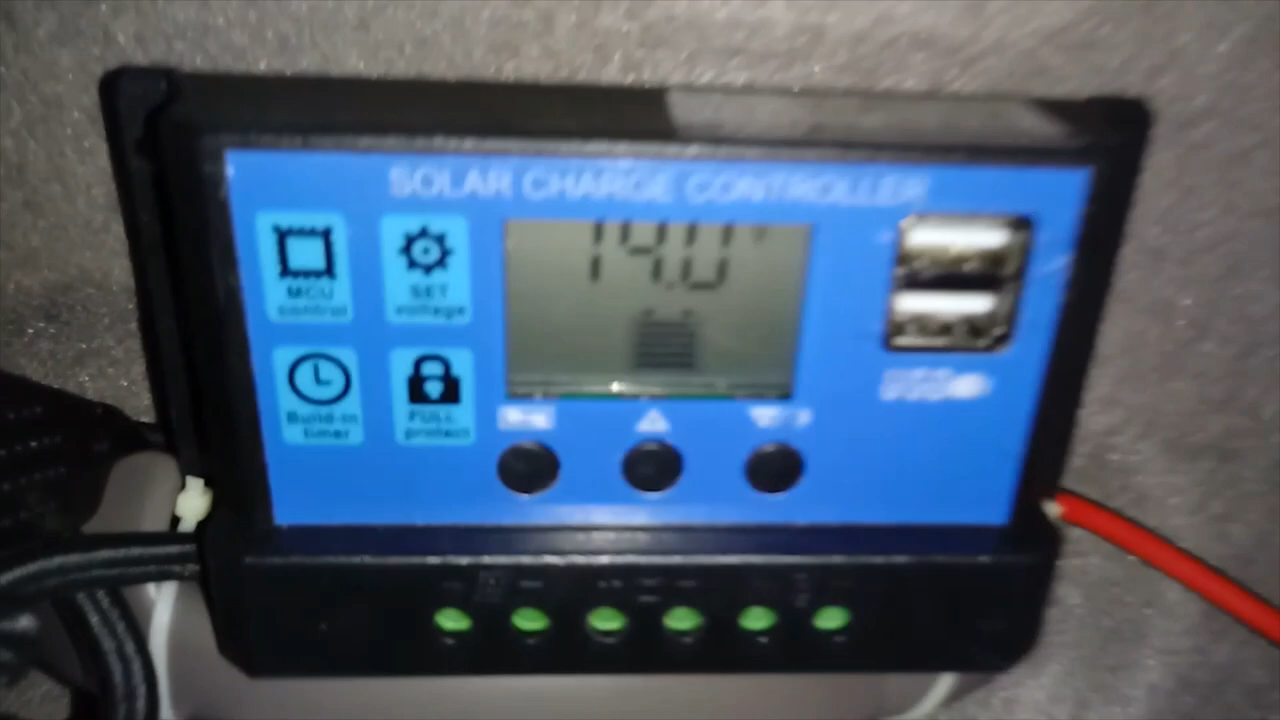 SOLAR CHARGE CONTROLLER
14.0
MCU
control
SET
voltage
Build-in
timer
FULL
protect